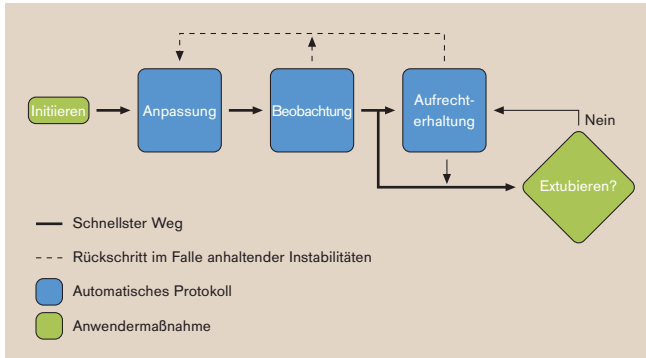 Initiieren
Anpassung
Beobachtung
Aufrecht-
erhaltung
Nein
Extubieren?
Schnellster Weg
Rückschritt im Falle anhaltender Instabilitäten
Automatisches Protokoll
Anwendermaßnahme